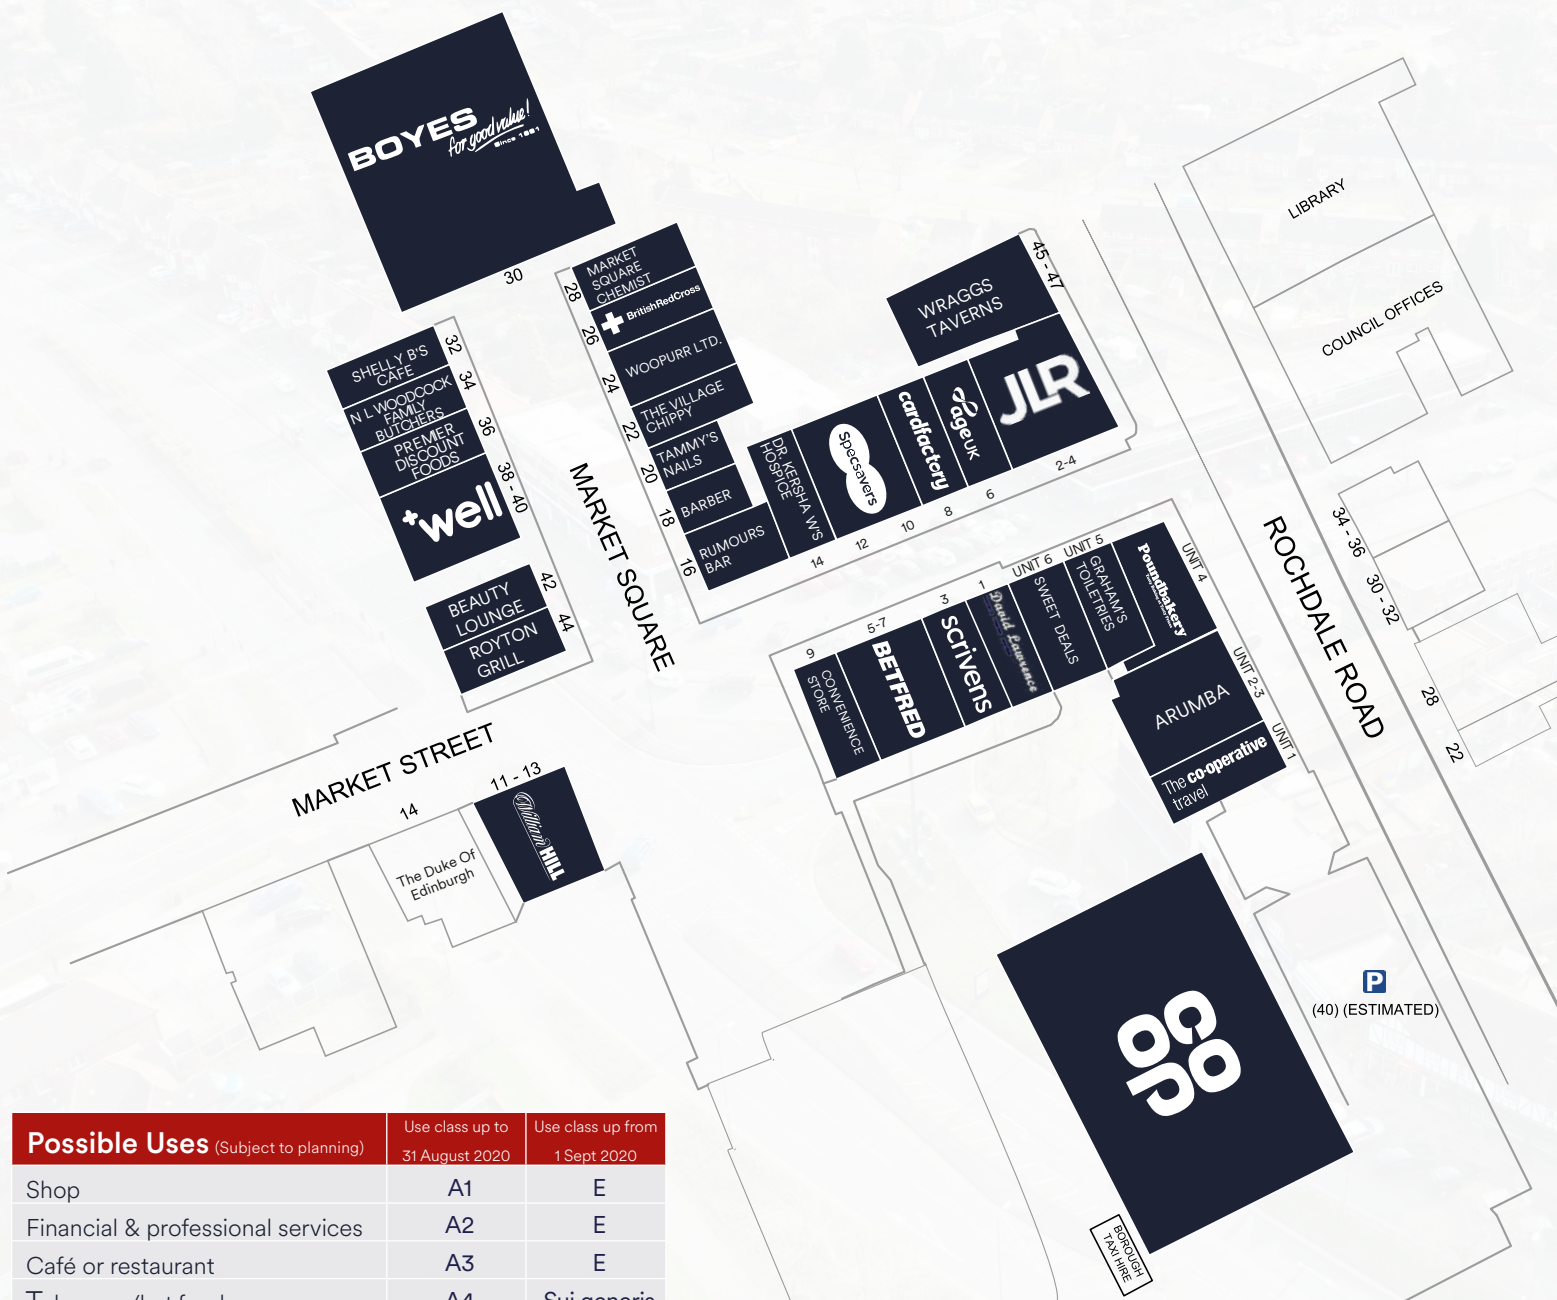 BOYES
for good value!
Since 1881
30
MARKET
SQUARE
CHEMIST
28
BritishRedCross
26
WOOPURR LTD.
24
THE VILLAGE
CHIPPY
22
TAMMY'S
NAILS
20
BARBER
18
RUMOURS
BAR
16
SHELLY B'S
CAFE
32
N L WOODCOCK
FAMILY
BUTCHERS
34
PREMIER
DISCOUNT
FOODS
36
+well
38 - 40
BEAUTY
LOUNGE
42
ROYTON
GRILL
44
MARKET SQUARE
DR. KERSHAW'S
HOSPICE
14
Specsavers
12
10
cardfactory
8
age UK
6
JLR
2-4
WRAGGS
TAVERNS
45 - 47
LIBRARY
COUNCIL OFFICES
34 - 36
30 - 32
28
22
ROCHDALE ROAD
9
CONVENIENCE
STORE
5-7
BETFRED
3
Scrivens
1
David Lawrence
UNIT 6
SWEET DEALS
UNIT 5
GRAHAM'S
TOILETRIES
Poundbakery
UNIT 4
ARUMBA
UNIT 2-3
The co-operative
travel
UNIT 1
MARKET STREET
14
The Duke Of
Edinburgh
11 - 13
William HILL
CO
OP
P
(40) (ESTIMATED)
BOROUGH
TAXI HIRE
Possible Uses (Subject to planning)
Use class up to
31 August 2020
Use class up from
1 Sept 2020
Shop A1 E
Financial & professional services A2 E
Café or restaurant A3 E
A4 Sui generis